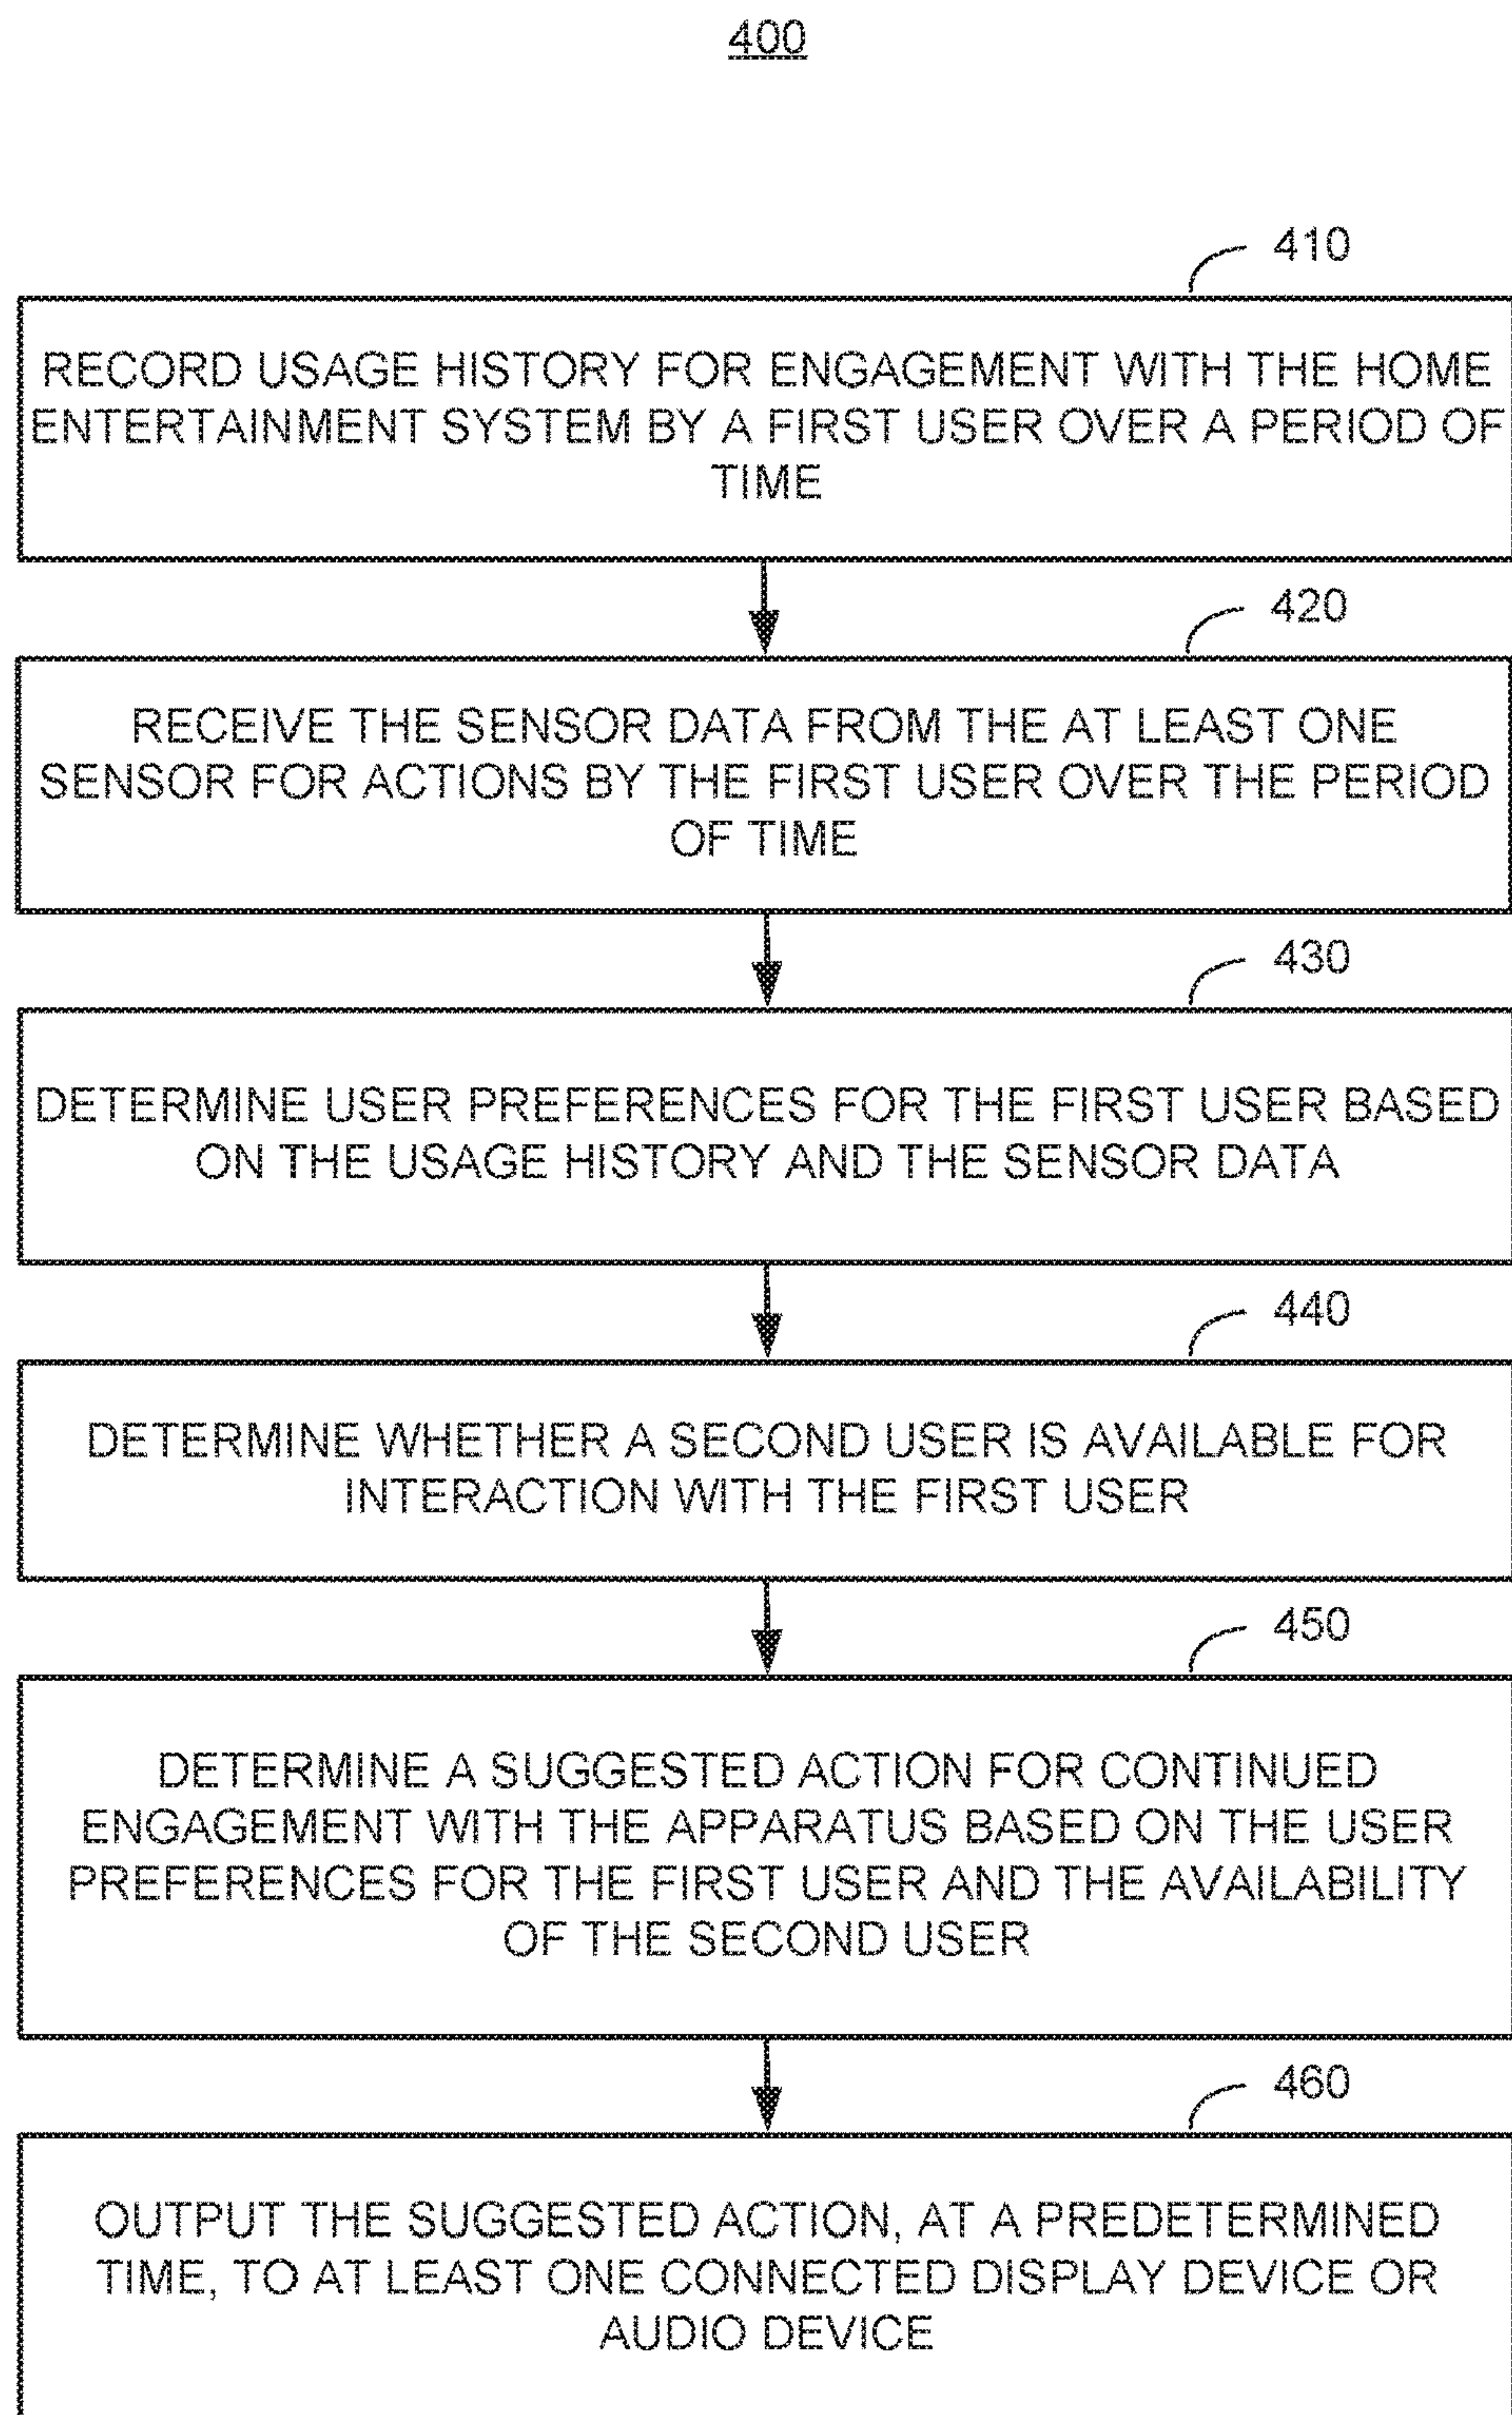 400
410
RECORD USAGE HISTORY FOR ENGAGEMENT WITH THE HOME
ENTERTAINMENT SYSTEM BY A FIRST USER OVER A PERIOD OF
TIME
420
RECEIVE THE SENSOR DATA FROM THE AT LEAST ONE
SENSOR FOR ACTIONS BY THE FIRST USER OVER THE PERIOD
OF TIME
430
DETERMINE USER PREFERENCES FOR THE FIRST USER BASED
ON THE USAGE HISTORY AND THE SENSOR DATA
440
DETERMINE WHETHER A SECOND USER IS AVAILABLE FOR
INTERACTION WITH THE FIRST USER
450
DETERMINE A SUGGESTED ACTION FOR CONTINUED
ENGAGEMENT WITH THE APPARATUS BASED ON THE USER
PREFERENCES FOR THE FIRST USER AND THE AVAILABILITY
OF THE SECOND USER
460
OUTPUT THE SUGGESTED ACTION, AT A PREDETERMINED
TIME, TO AT LEAST ONE CONNECTED DISPLAY DEVICE OR
AUDIO DEVICE